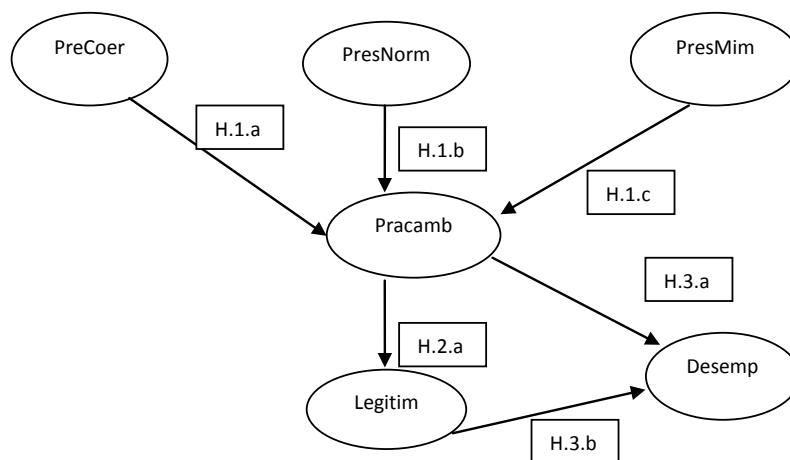 PreCoer
PresNorm
PresMim
H.1.a
H.1.b
H.1.c
Pracamb
H.3.a
H.2.a
Desemp
Legitim
H.3.b